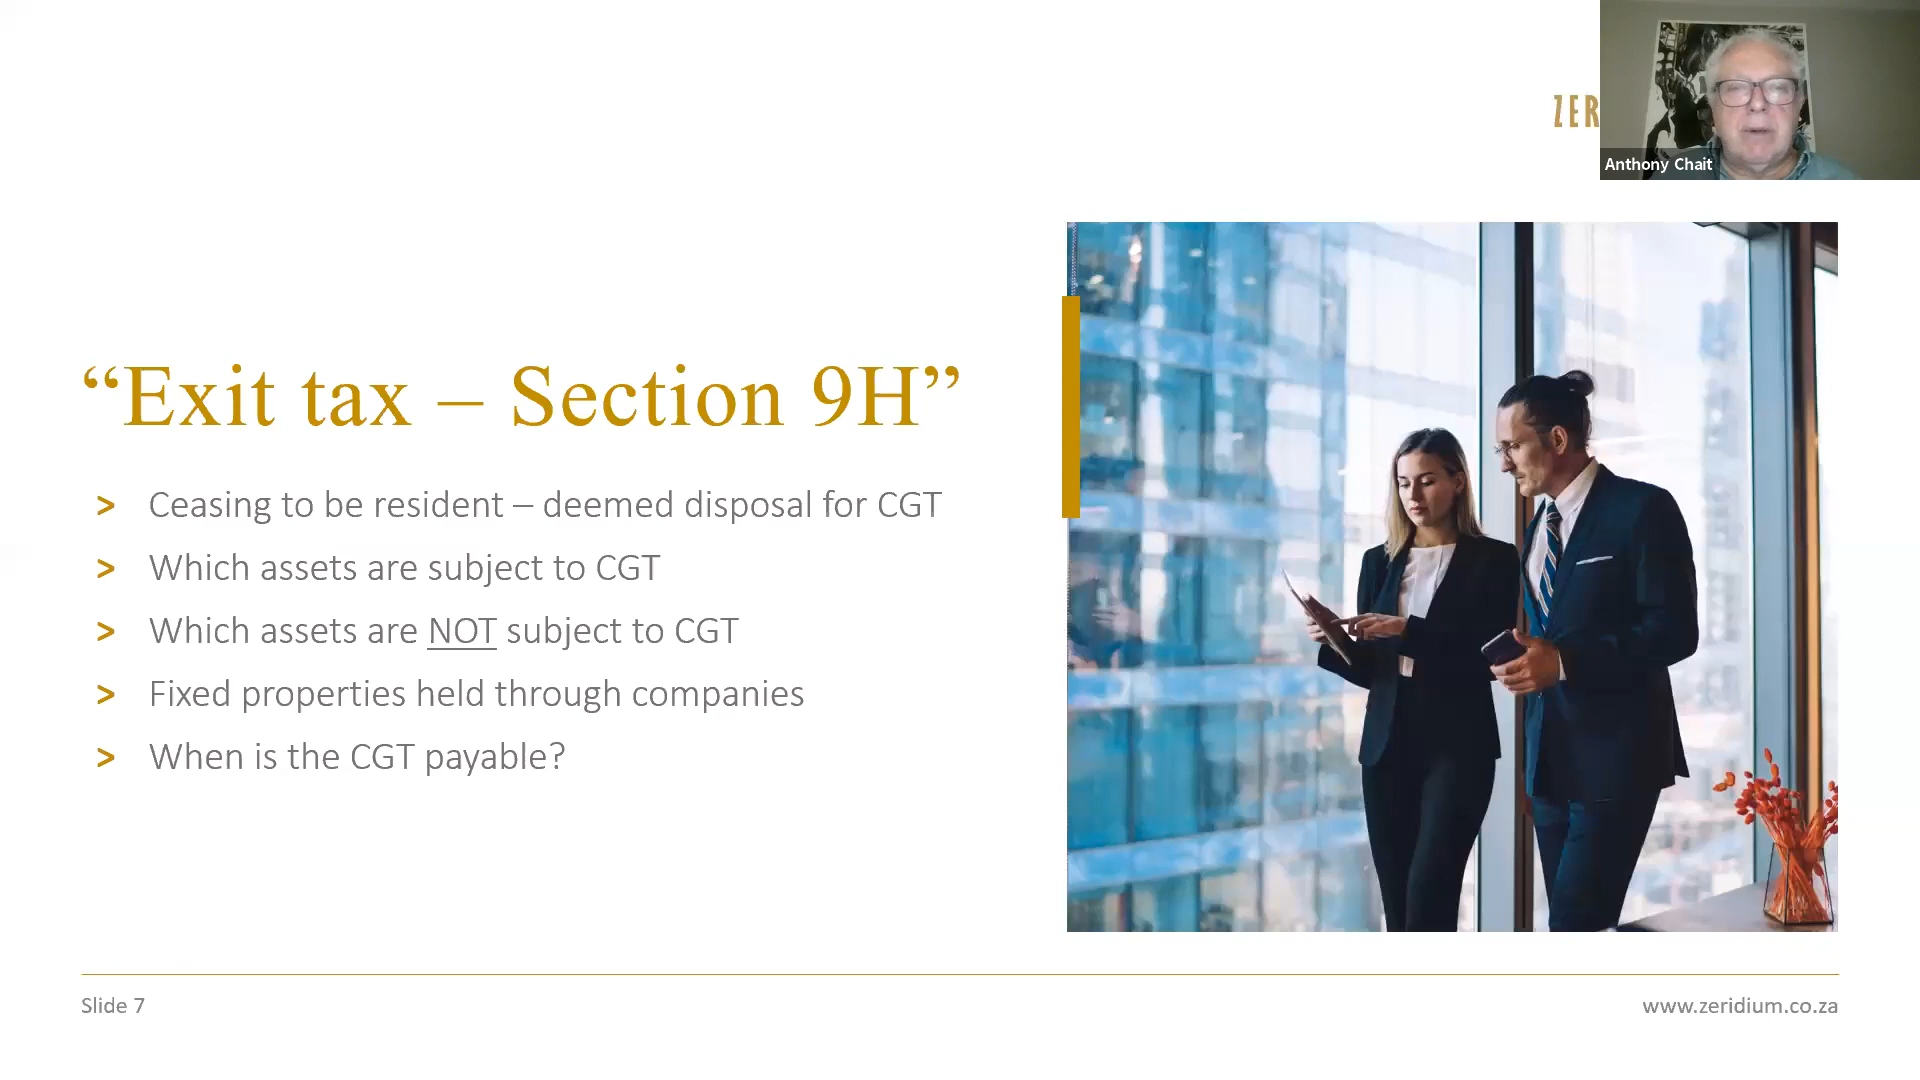 ZER
Anthony Chait
“Exit tax – Section 9H”
> Ceasing to be resident – deemed disposal for CGT
> Which assets are subject to CGT
> Which assets are NOT subject to CGT
> Fixed properties held through companies
> When is the CGT payable?
Slide 7
www.zeridium.co.za